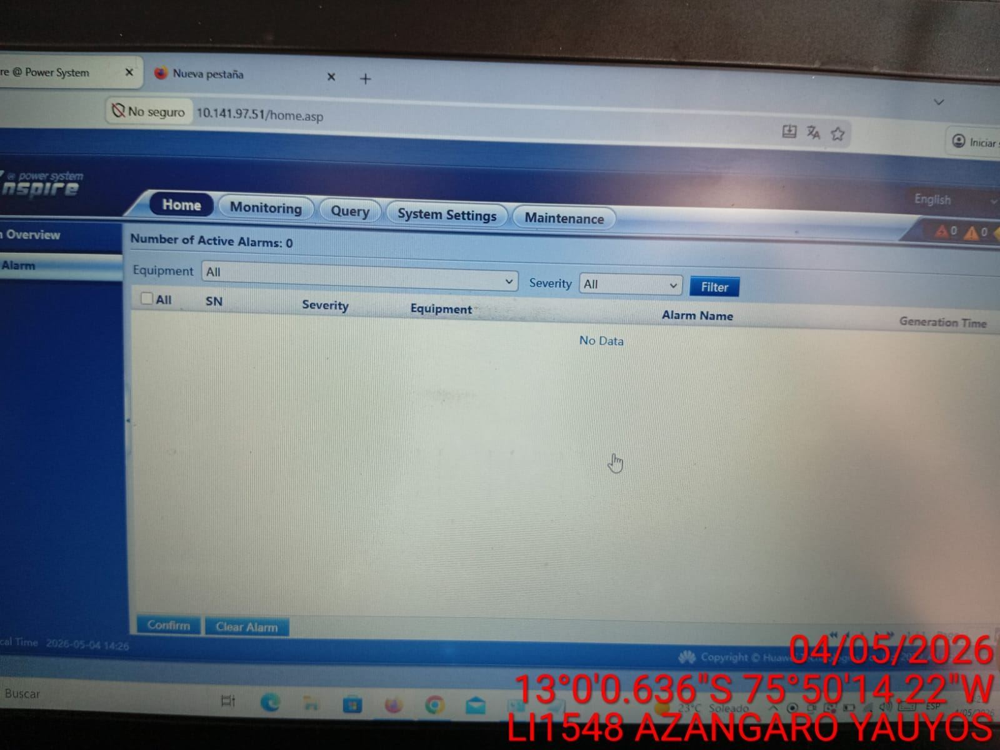 re @ Power System
Nueva pestaña
No seguro 10.141.97.51/home.asp
Iniciar
@ power system
nspire
English
Home Monitoring Query System Settings Maintenance
0 0
Overview
Alarm
Number of Active Alarms: 0
Equipment All Severity All Filter
All SN Severity Equipment Alarm Name Generation Time
No Data
Confirm Clear Alarm
cal Time 2026-05-04 14:26
Copyright © Huawei
04/05/2026
13°0'0.636"S 75°50'14.22"W
LI1548 AZANGARO YAUYOS
Buscar
23°C Soleado
ESP